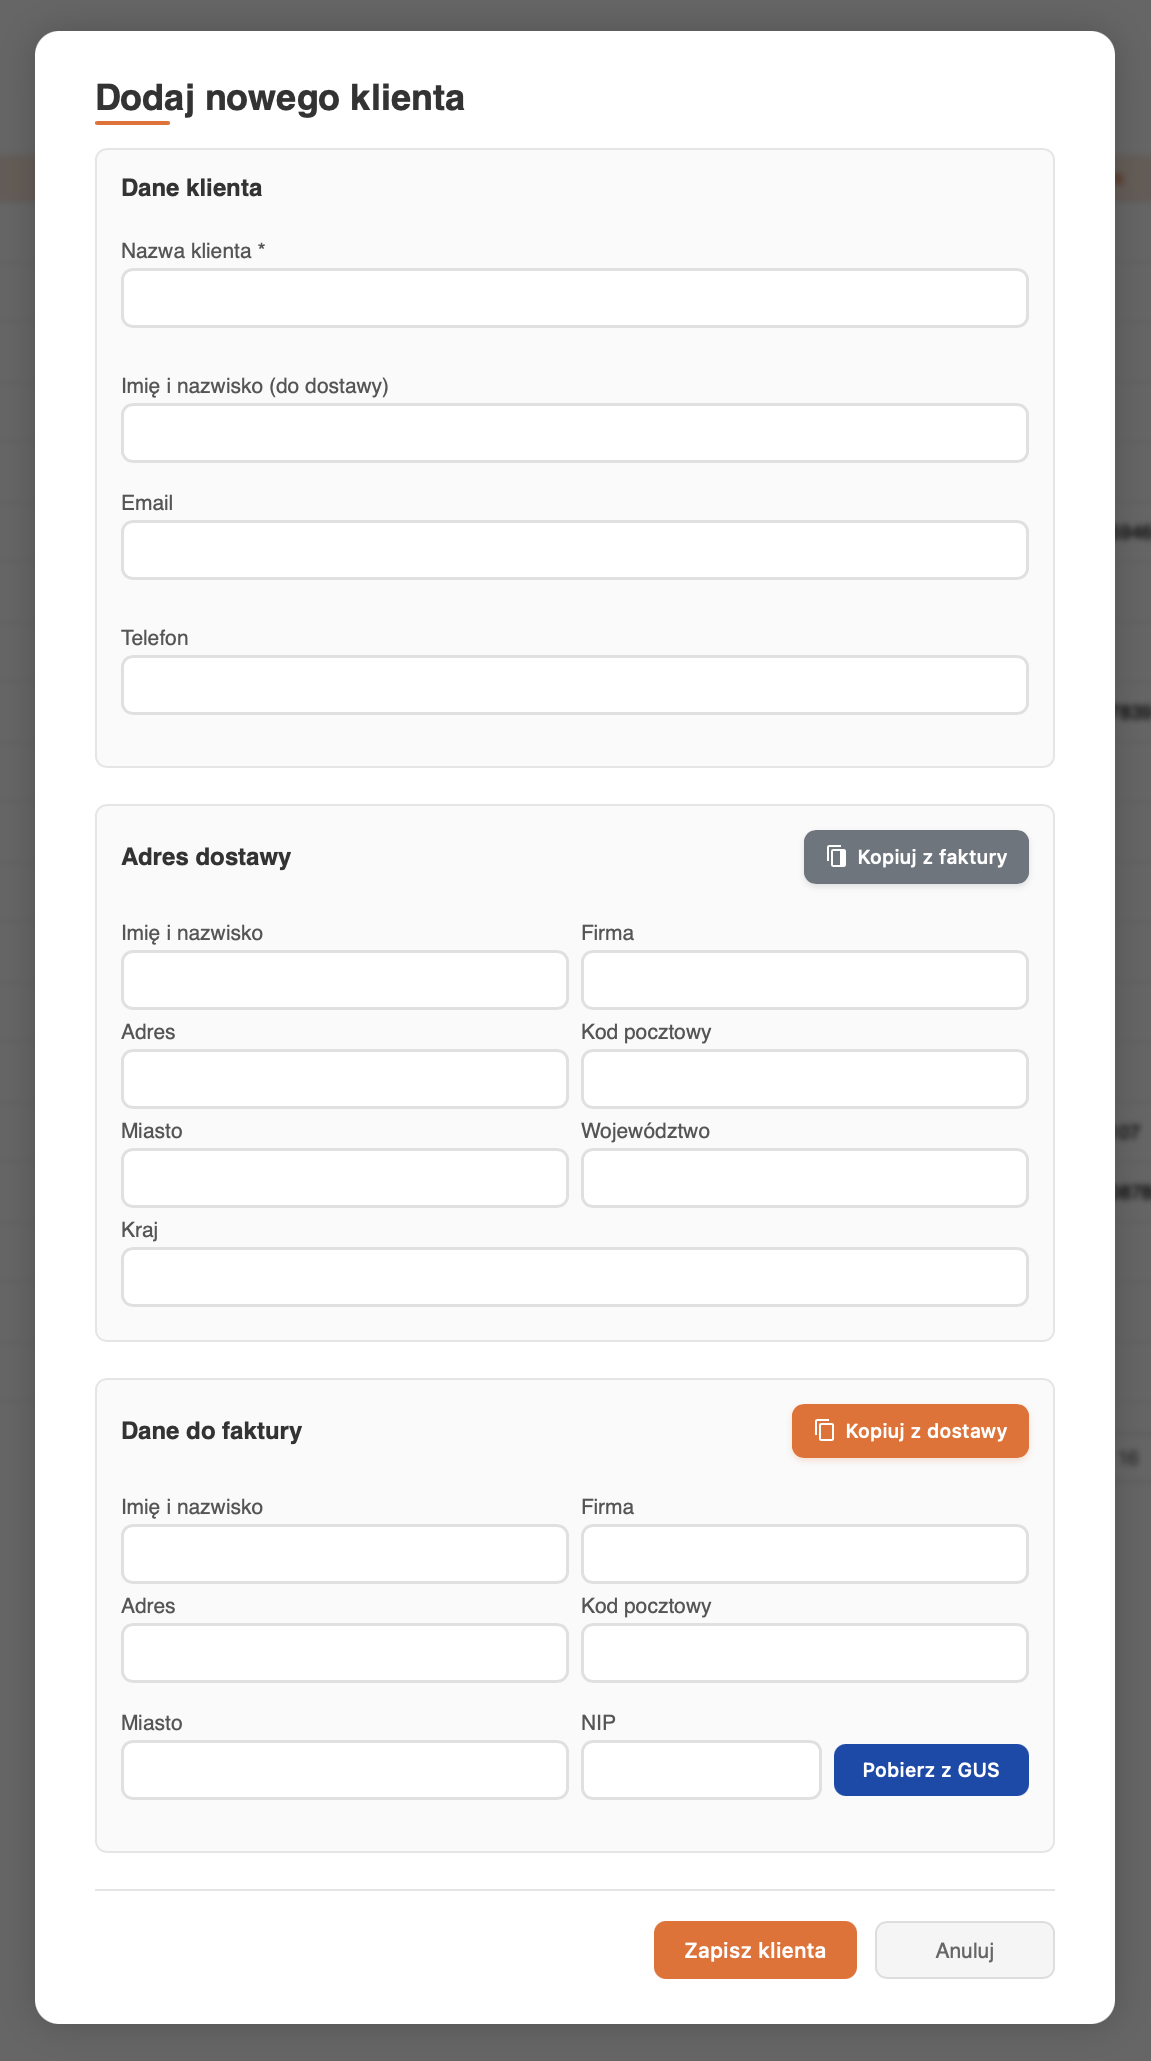 Dodaj nowego klienta
Dane klienta
Nazwa klienta *
Imię i nazwisko (do dostawy)
Email
Telefon
Adres dostawy
Kopiuj z faktury
Imię i nazwisko
Firma
Adres
Kod pocztowy
Miasto
Województwo
Kraj
Dane do faktury
Kopiuj z dostawy
Imię i nazwisko
Firma
Adres
Kod pocztowy
Miasto
NIP
Pobierz z GUS
Zapisz klienta
Anuluj